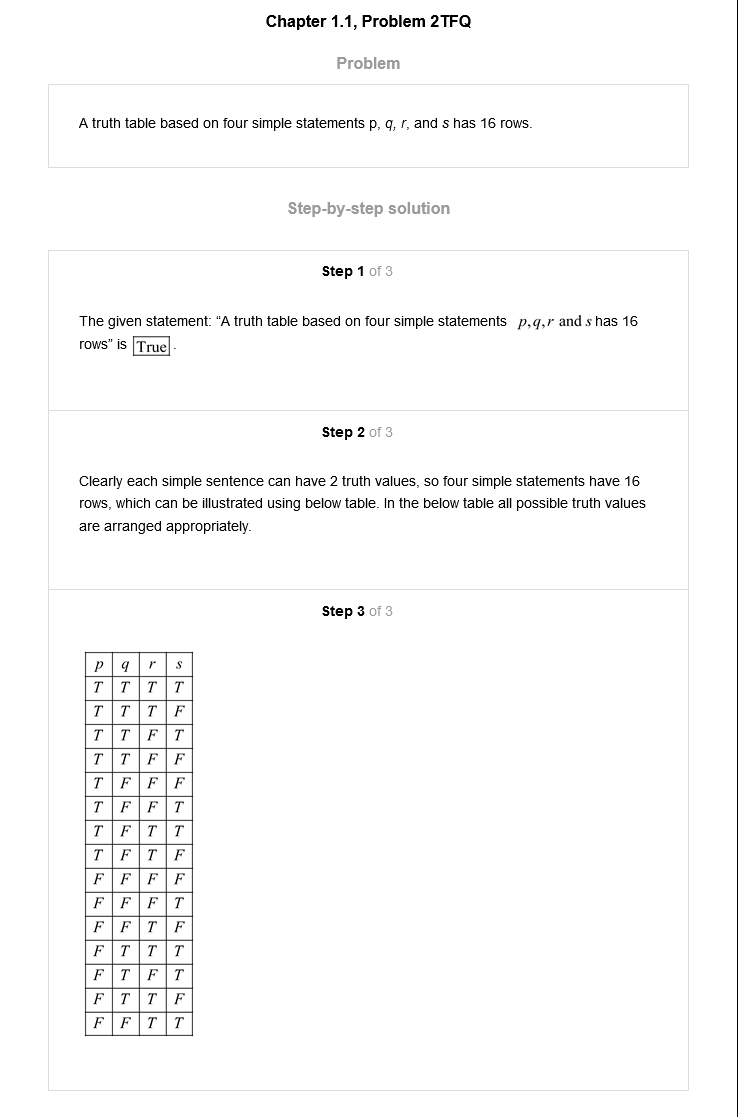 Chapter 1.1, Problem 2TFQ
Problem
A truth table based on four simple statements p, q, r, and s has 16 rows.
Step-by-step solution
Step 1 of 3
The given statement: “A truth table based on four simple statements p,q,r and s has 16
rows” is True .
Step 2 of 3
Clearly each simple sentence can have 2 truth values, so four simple statements have 16
rows, which can be illustrated using below table. In the below table all possible truth values
are arranged appropriately.
Step 3 of 3
p q r s
T T T T
T T T F
T T F T
T T F F
T F F F
T F F T
T F T T
T F T F
F F F F
F F F T
F F T F
F T T T
F T F T
F T T F
F F T T